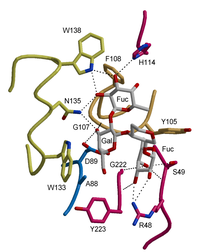 W138
F108
H114
Fuc
N135
G107
Y105
Gal
Fuc
D89
G222
S49
W133
A88
Y223
R48